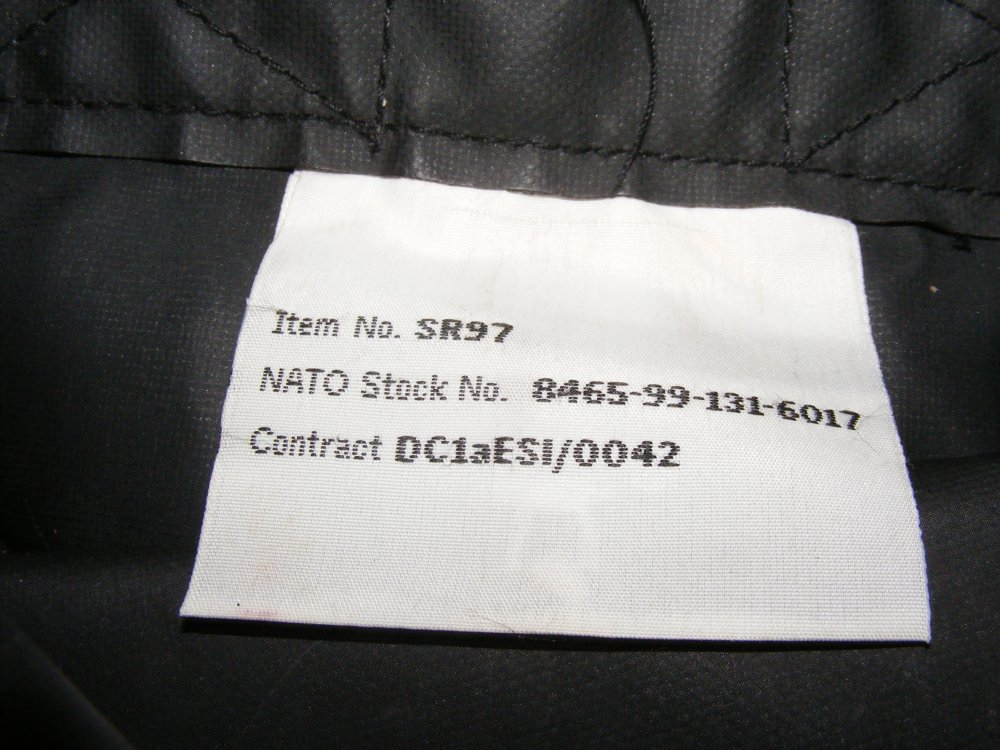 Item No. SR97
NATO Stock No. 8465-99-131-6017
Contract DC1aESI/0042